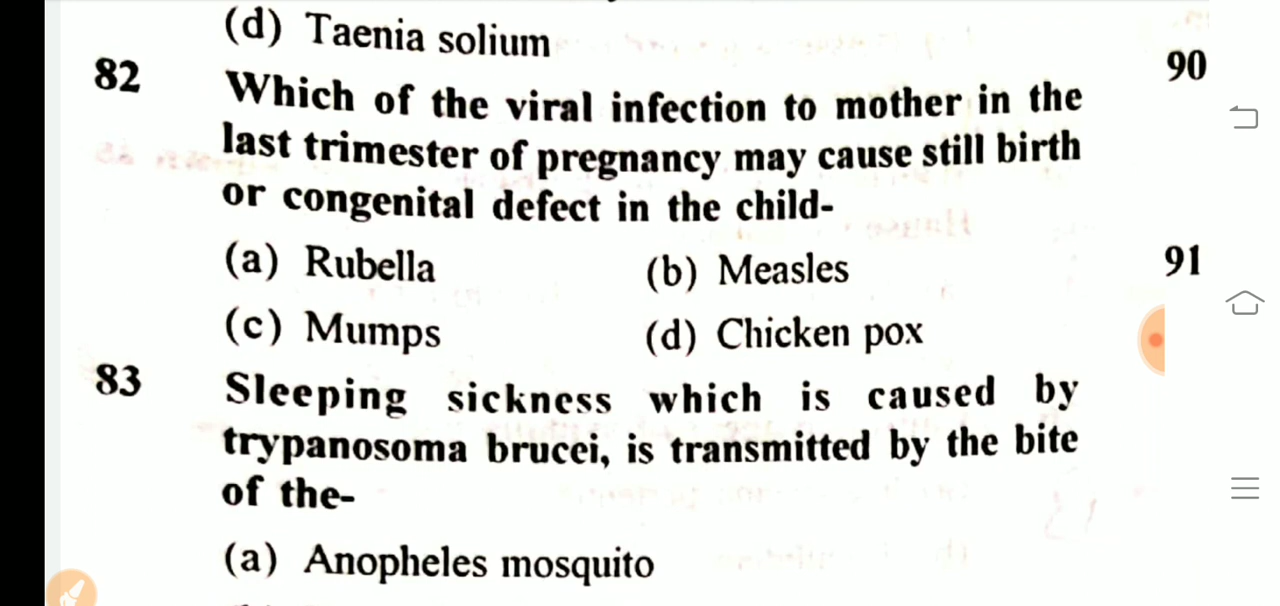 (d) Taenia solium
82 Which of the viral infection to mother in the
last trimester of pregnancy may cause still birth
or congenital defect in the child-
(a) Rubella (b) Measles
(c) Mumps (d) Chicken pox
83 Sleeping sickness which is caused by
trypanosoma brucei, is transmitted by the bite
of the-
(a) Anopheles mosquito
90
91